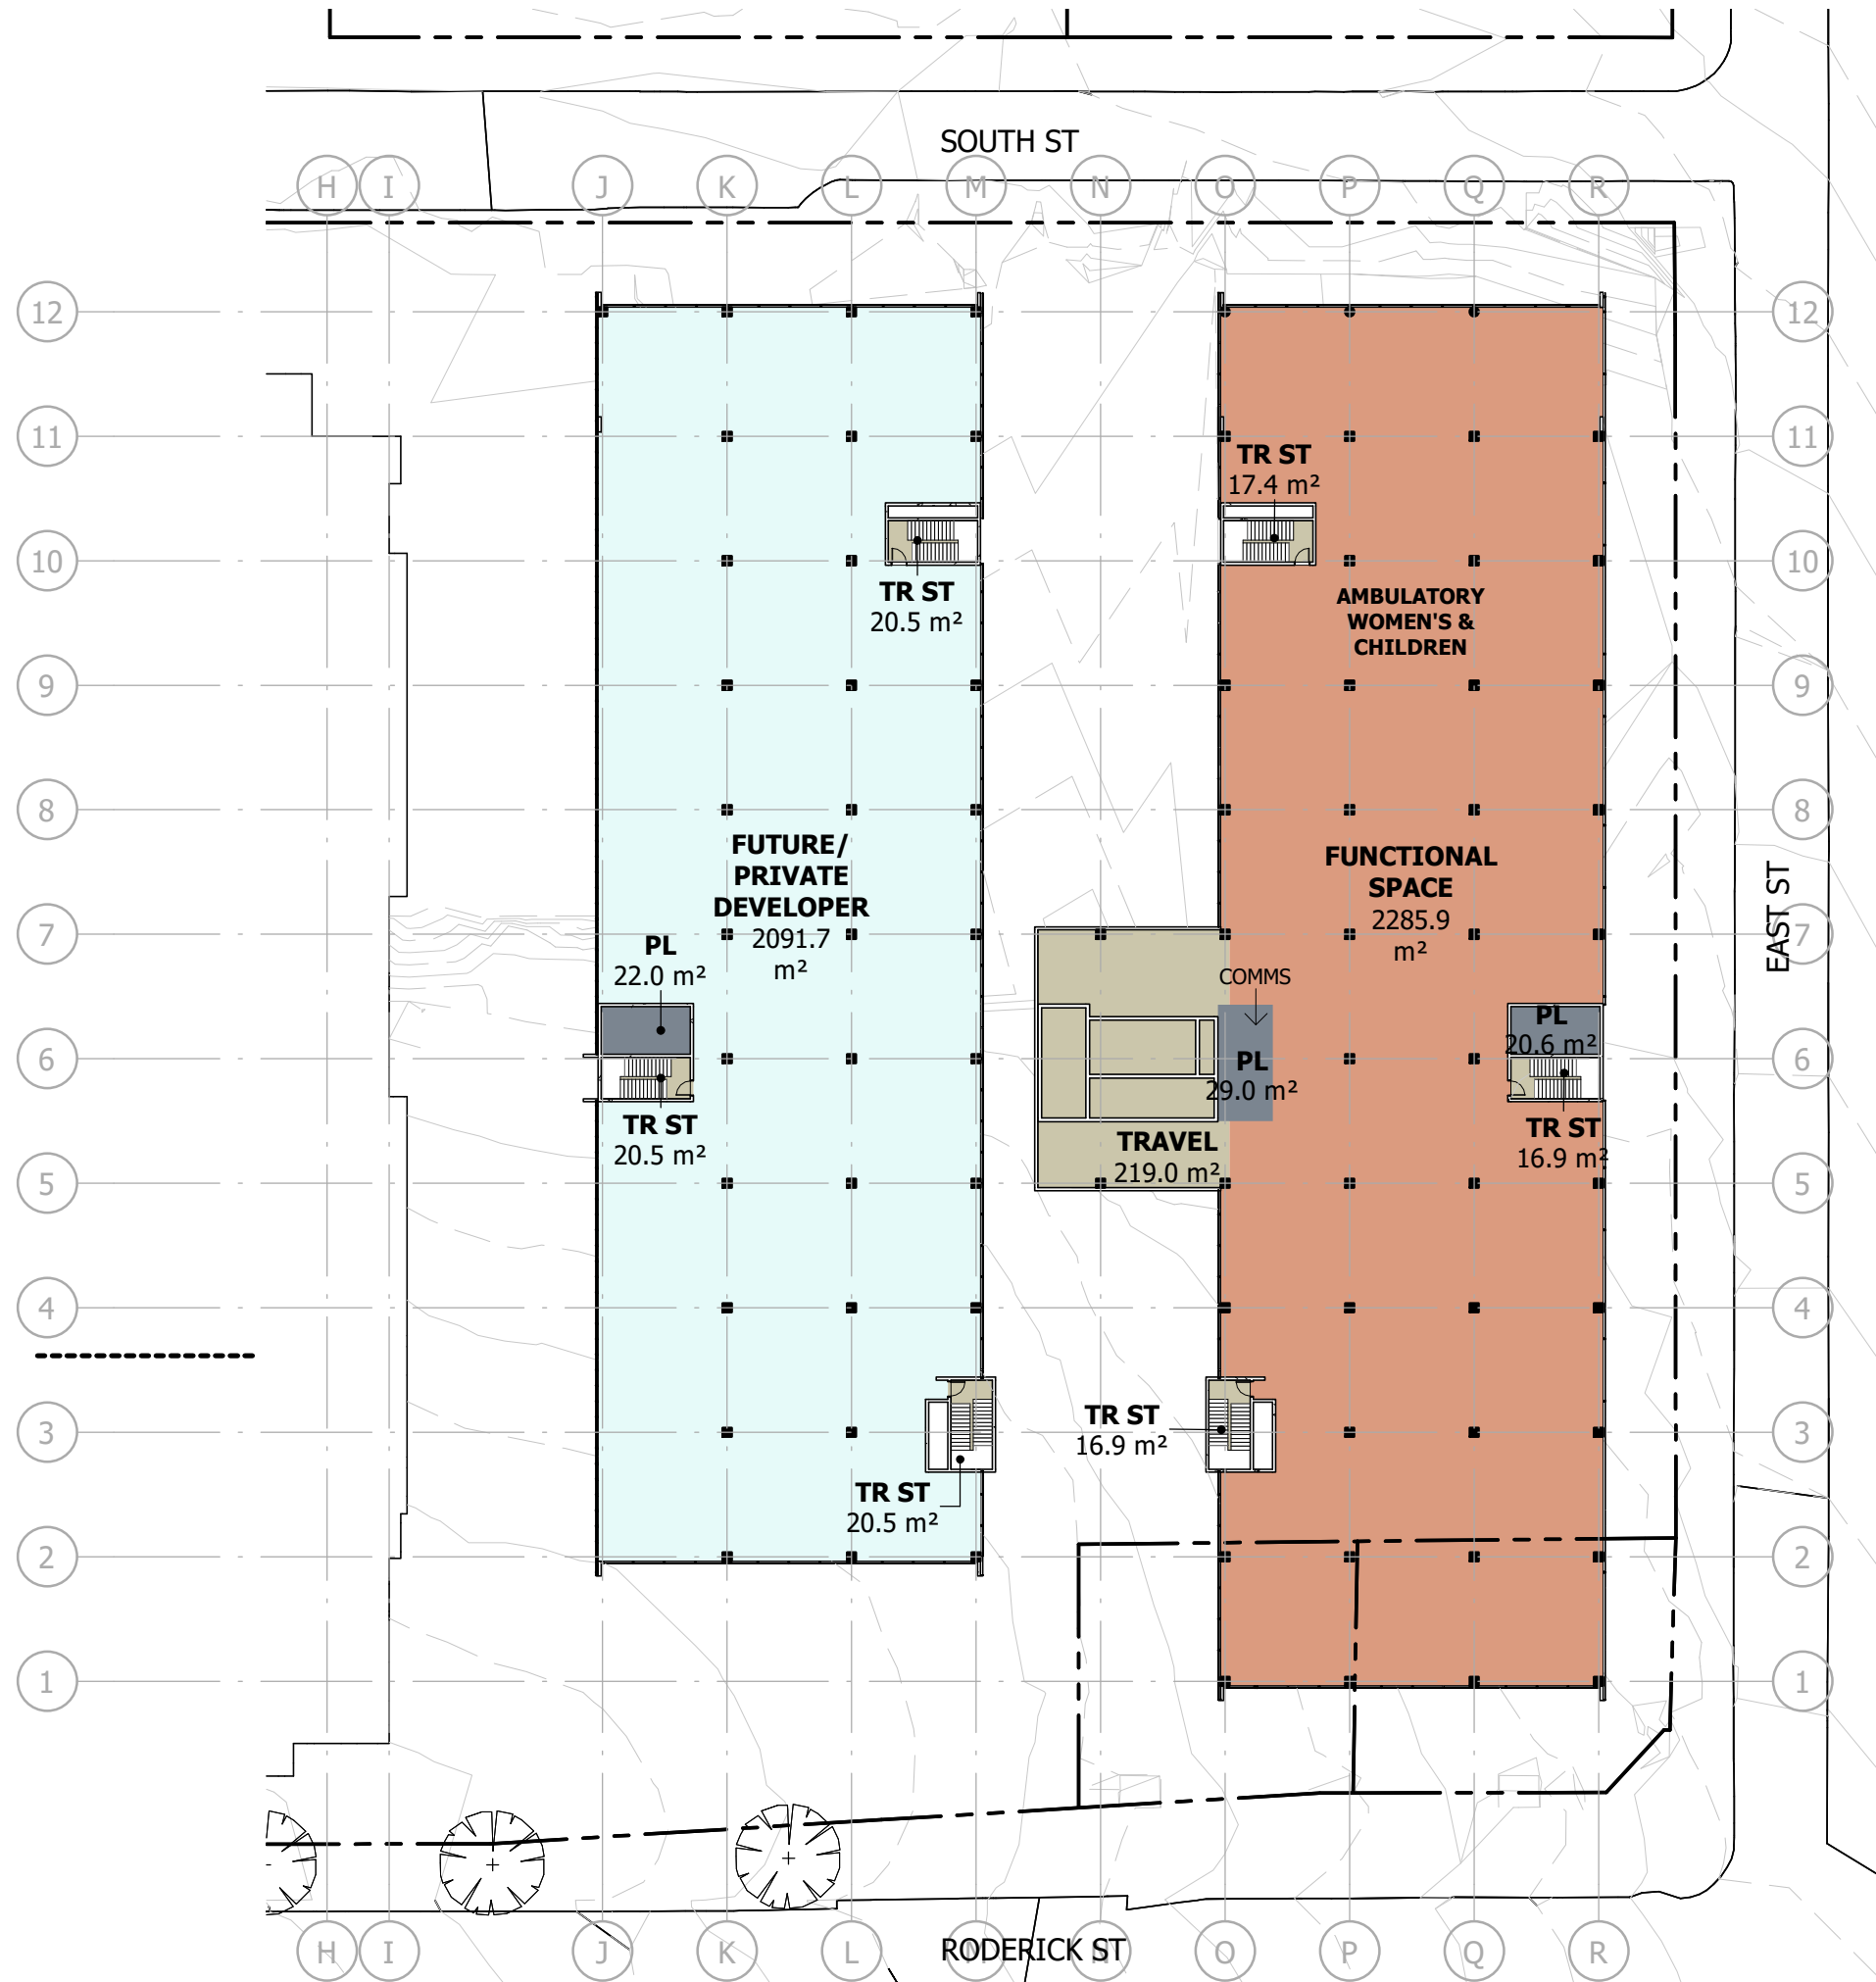 SOUTH ST
H I J K L M N O P Q R
12 12
11 11
TR ST
17.4 m²
10 10
TR ST
20.5 m²
AMBULATORY
WOMEN'S &
CHILDREN
9 9
8 8
FUTURE/
PRIVATE
DEVELOPER
2091.7
m²
FUNCTIONAL
SPACE
2285.9
m²
EAST ST
7 7
PL
22.0 m²
COMMS
PL
20.6 m²
6 6
PL
29.0 m²
TR ST
20.5 m²
TRAVEL
219.0 m²
TR ST
16.9 m²
5 5
4 4
TR ST
16.9 m²
3 3
TR ST
20.5 m²
2 2
1 1
H I J K L M N O P Q R
RODERICK ST